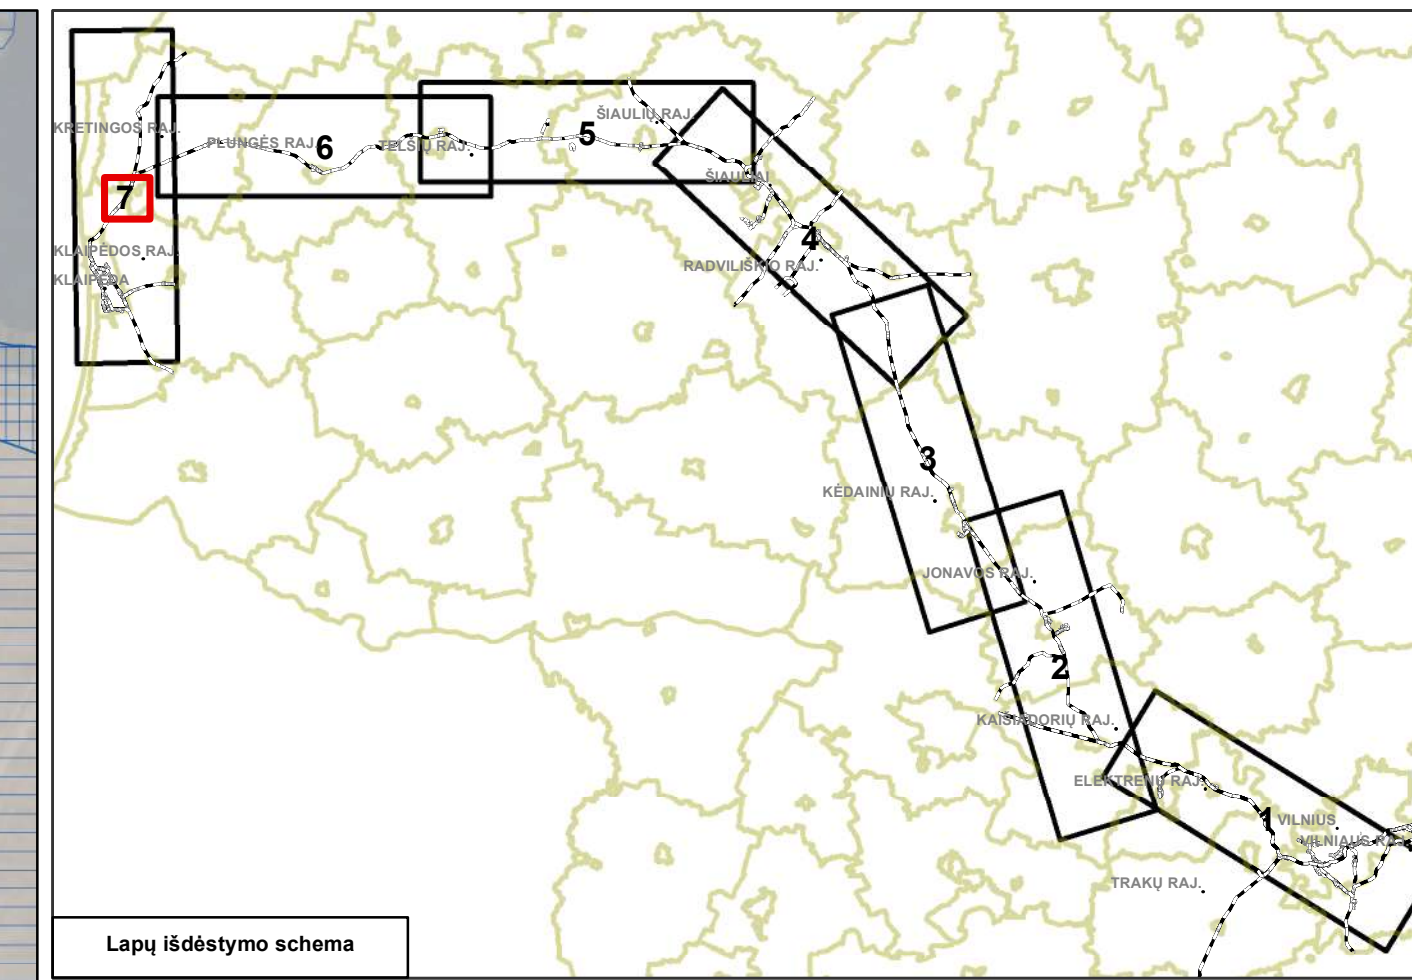 KRETINGOS RAJ.
PLUNGĖS RAJ.
6
TELŠIŲ RAJ.
5
ŠIAULIŲ RAJ.
ŠIAULIAI
7
4
KLAIPĖDOS RAJ.
RADVILIŠKIO RAJ.
KLAIPĖDA
3
KĖDAINIŲ RAJ.
JONAVOS RAJ.
2
KAIŠIADORIŲ RAJ.
ELEKTRĖNŲ RAJ.
1
VILNIUS
VILNIAUS RAJ.
TRAKŲ RAJ.
Lapų išdėstymo schema